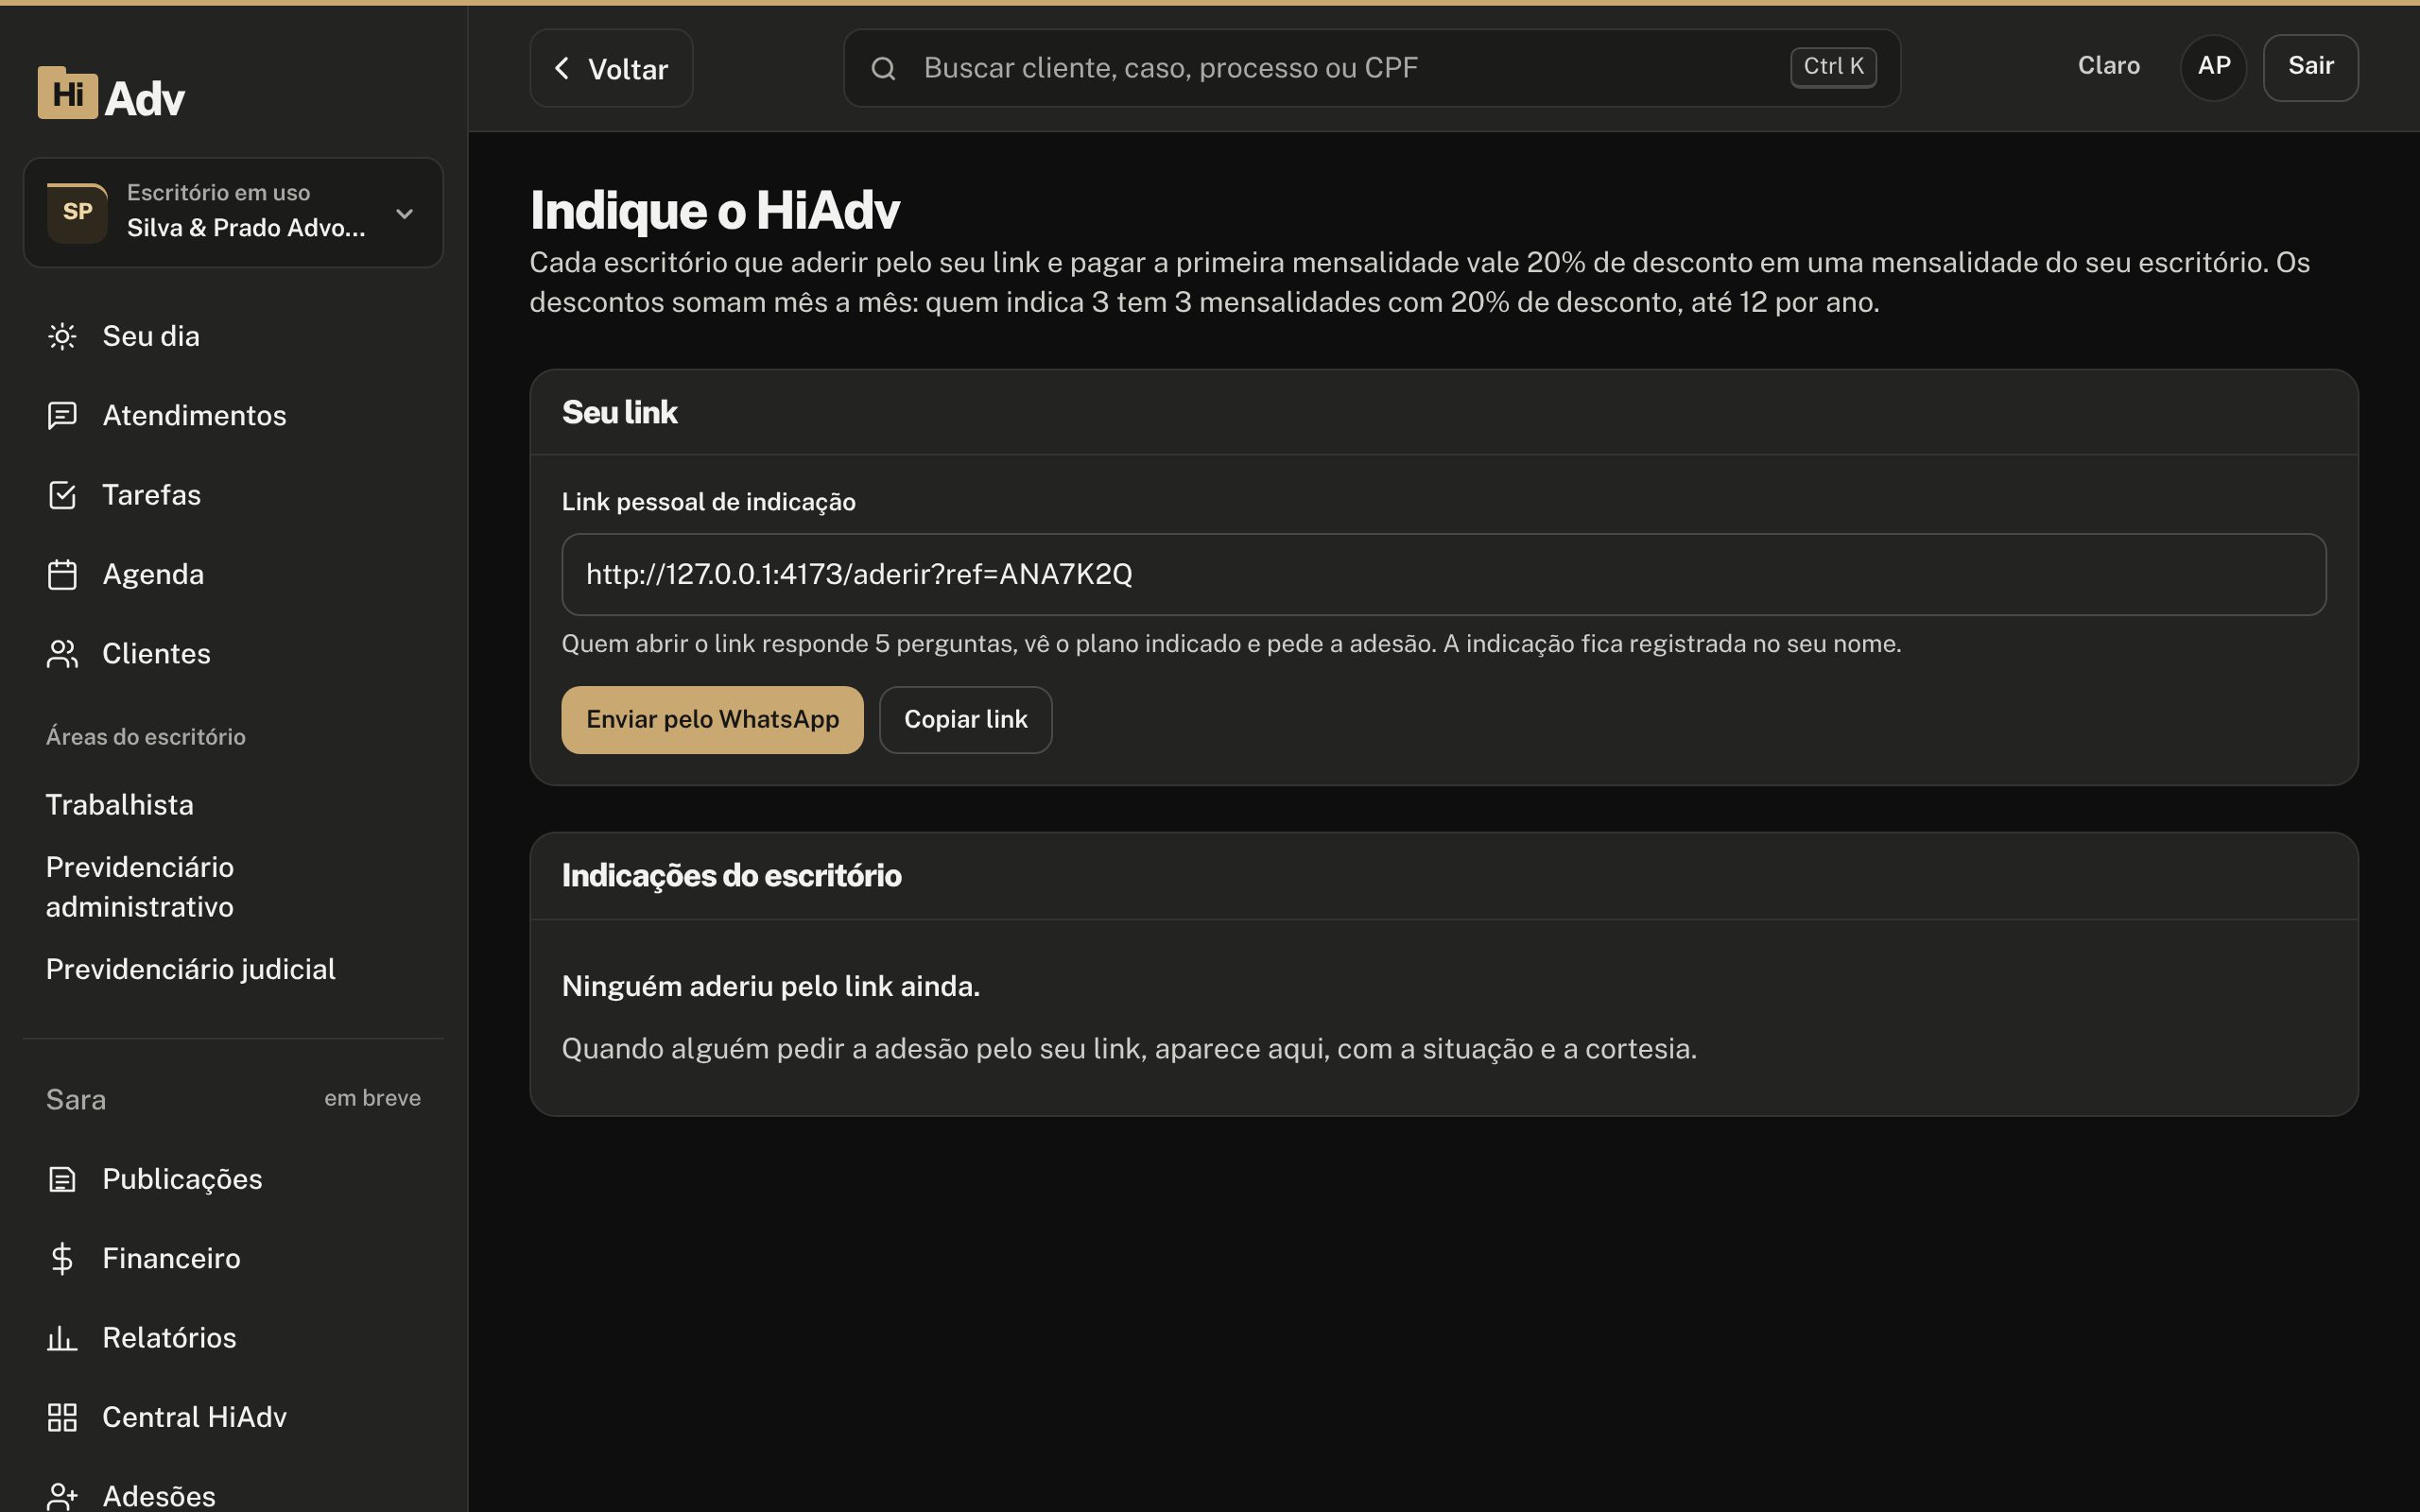 Hi Adv
SP
Escritório em uso
Silva & Prado Advo...
Seu dia
Atendimentos
Tarefas
Agenda
Clientes
Áreas do escritório
Trabalhista
Previdenciário
administrativo
Previdenciário judicial
Sara
em breve
Publicações
Financeiro
Relatórios
Central HiAdv
Adesões
Voltar
Buscar cliente, caso, processo ou CPF
Ctrl K
Claro
AP
Sair
Indique o HiAdv
Cada escritório que aderir pelo seu link e pagar a primeira mensalidade vale 20% de desconto em uma mensalidade do seu escritório. Os
descontos somam mês a mês: quem indica 3 tem 3 mensalidades com 20% de desconto, até 12 por ano.
Seu link
Link pessoal de indicação
http://127.0.0.1:4173/aderir?ref=ANA7K2Q
Quem abrir o link responde 5 perguntas, vê o plano indicado e pede a adesão. A indicação fica registrada no seu nome.
Enviar pelo WhatsApp
Copiar link
Indicações do escritório
Ninguém aderiu pelo link ainda.
Quando alguém pedir a adesão pelo seu link, aparece aqui, com a situação e a cortesia.